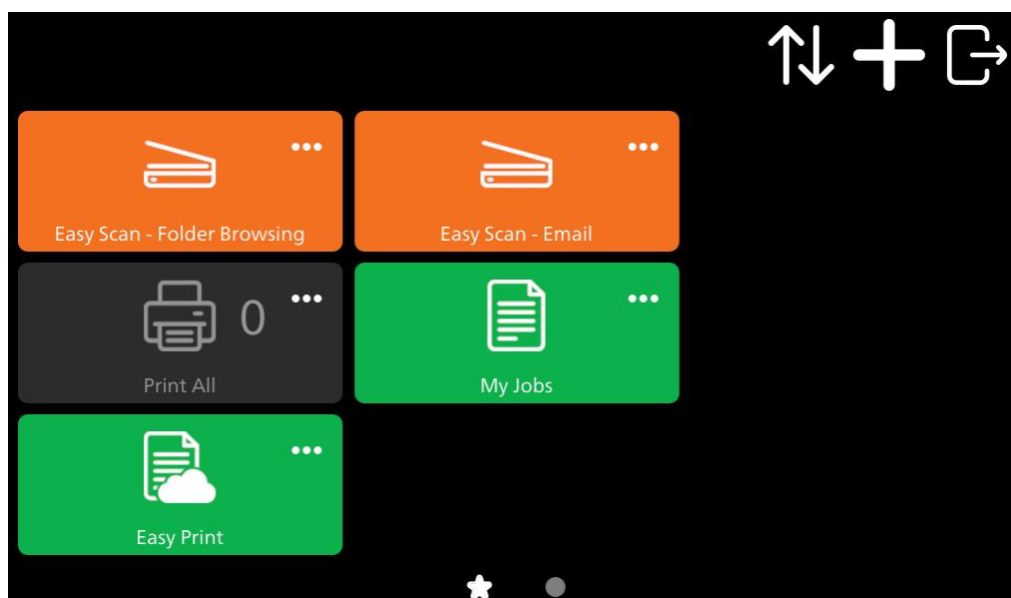 Easy Scan - Folder Browsing
Easy Scan - Email
0
Print All
My Jobs
Easy Print